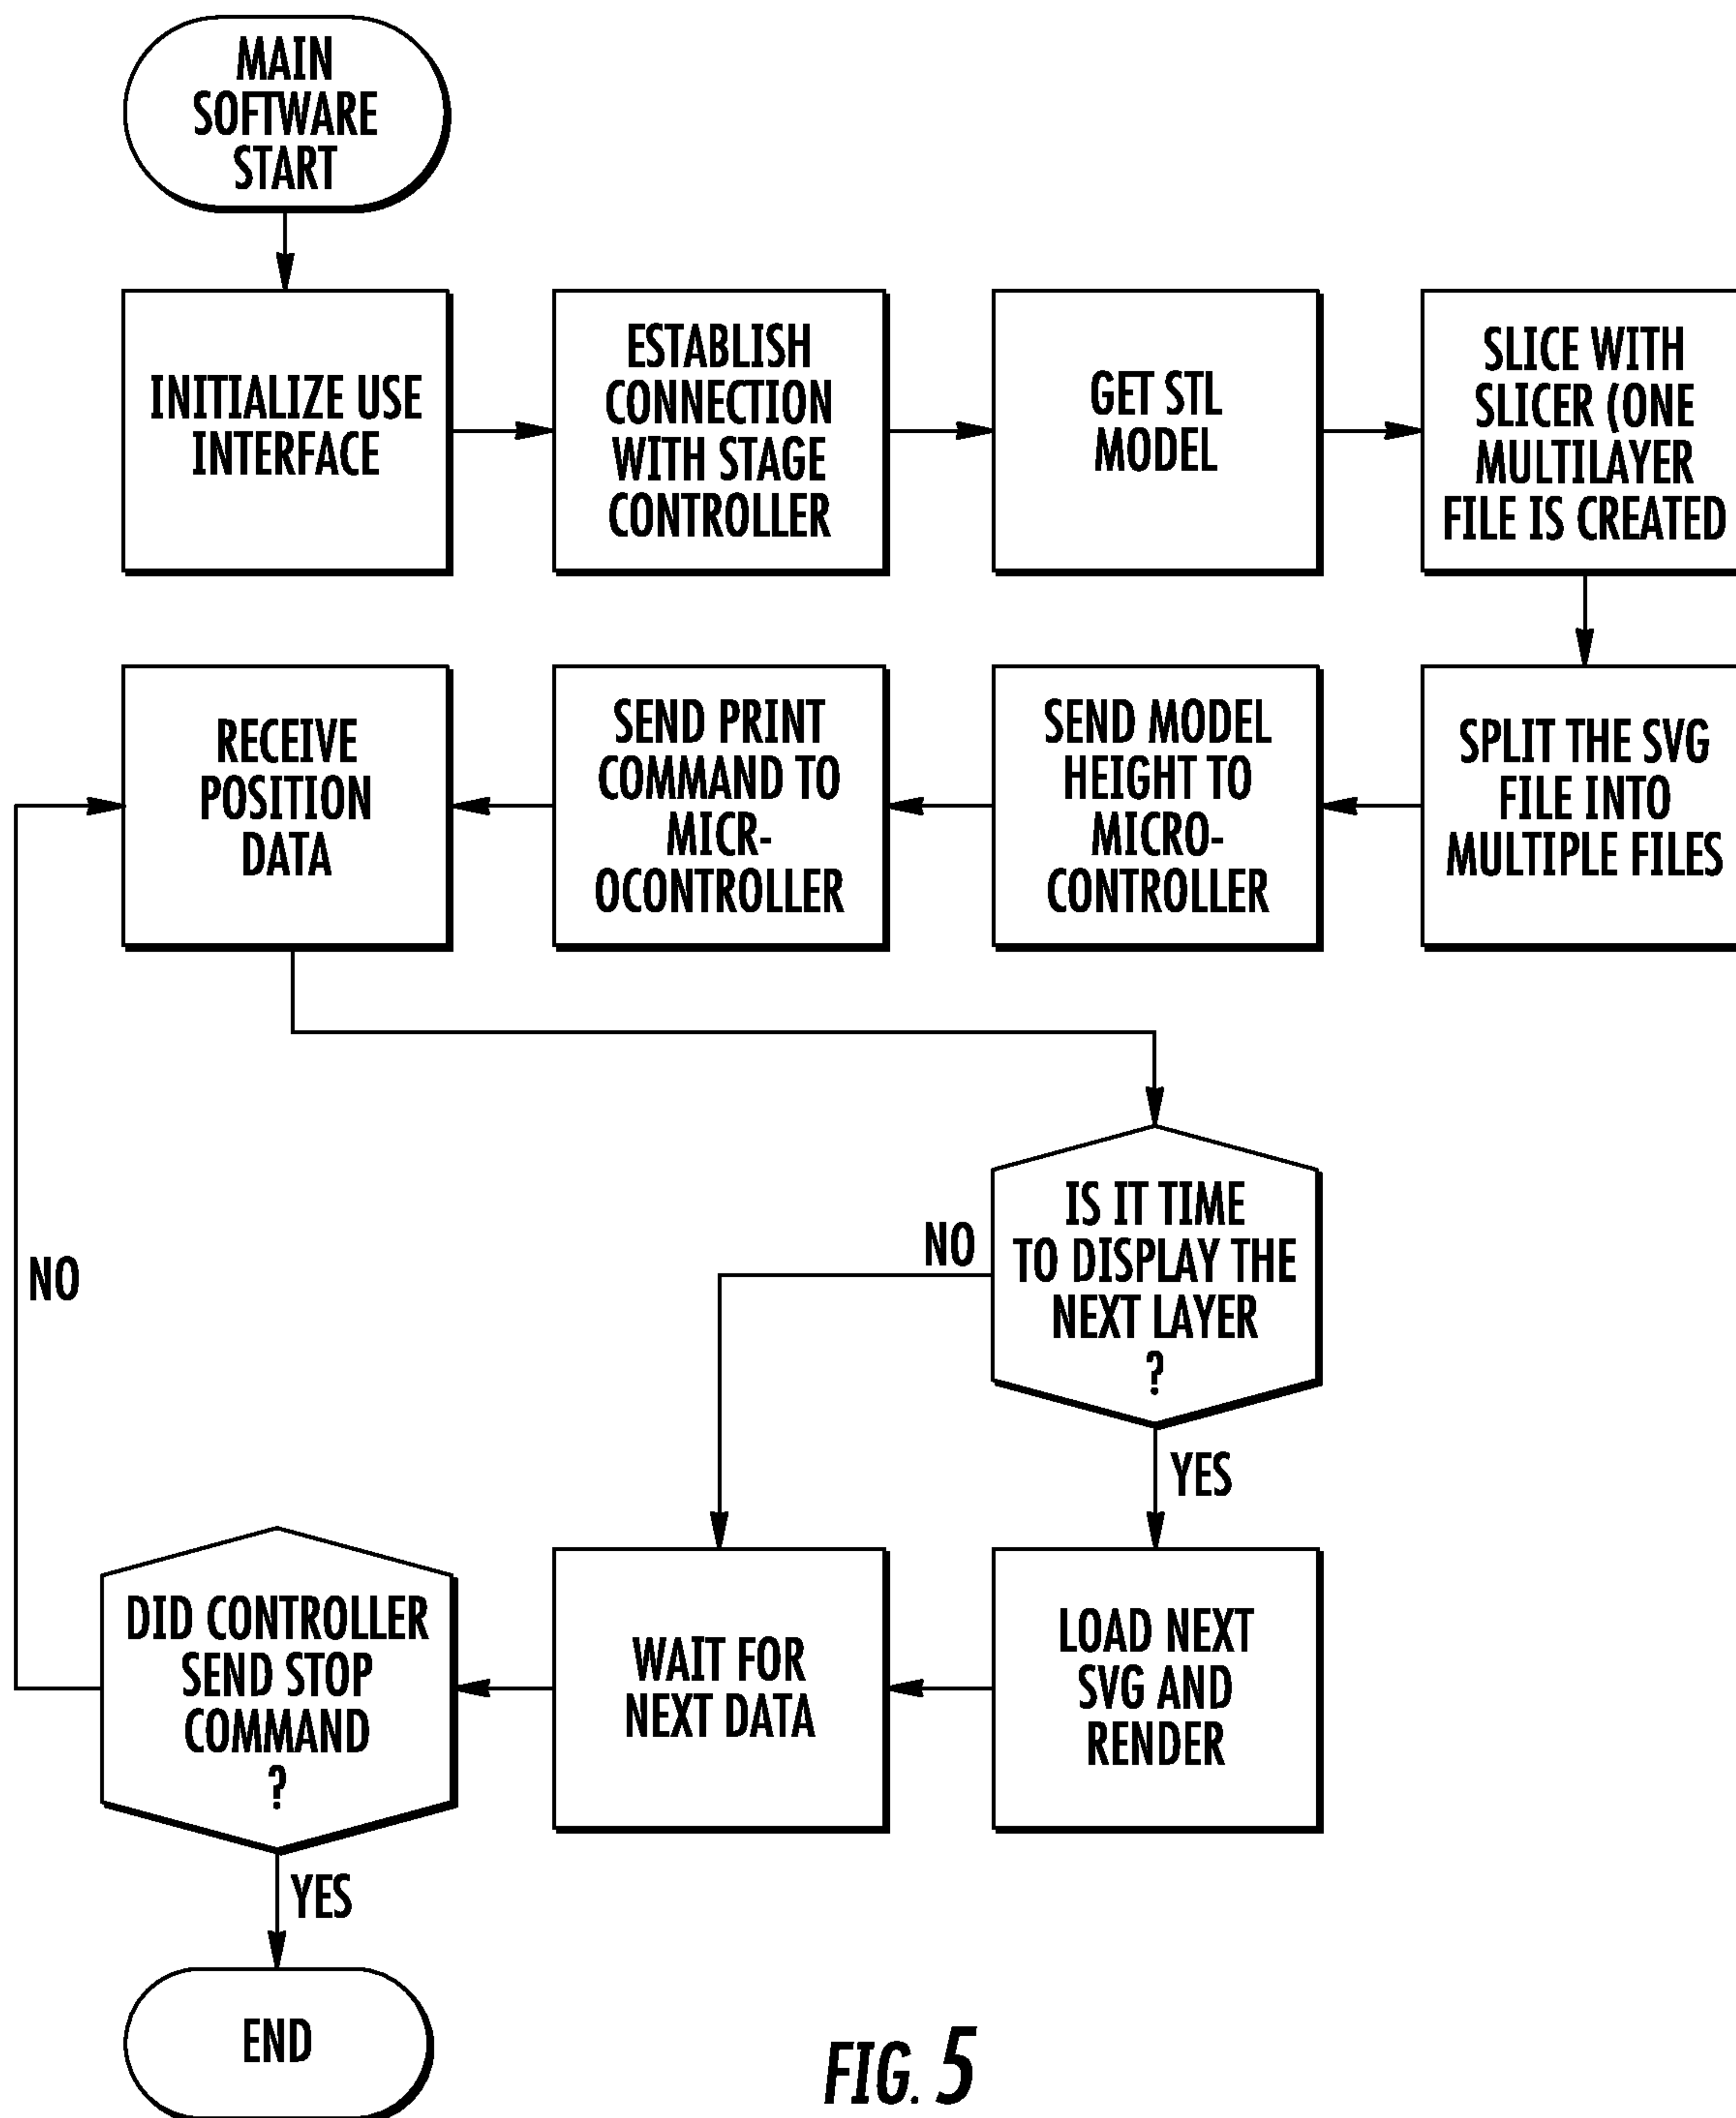 MAIN
SOFTWARE
START
INITIALIZE USE
INTERFACE
ESTABLISH
CONNECTION
WITH STAGE
CONTROLLER
GET STL
MODEL
SLICE WITH
SLICER (ONE
MULTILAYER
FILE IS CREATED
SPLIT THE SVG
FILE INTO
MULTIPLE FILES
SEND MODEL
HEIGHT TO
MICRO-
CONTROLLER
SEND PRINT
COMMAND TO
MICR-
OCONTROLLER
RECEIVE
POSITION
DATA
IS IT TIME
TO DISPLAY THE
NEXT LAYER
?
NO
YES
LOAD NEXT
SVG AND
RENDER
WAIT FOR
NEXT DATA
DID CONTROLLER
SEND STOP
COMMAND
?
NO
YES
END
FIG. 5